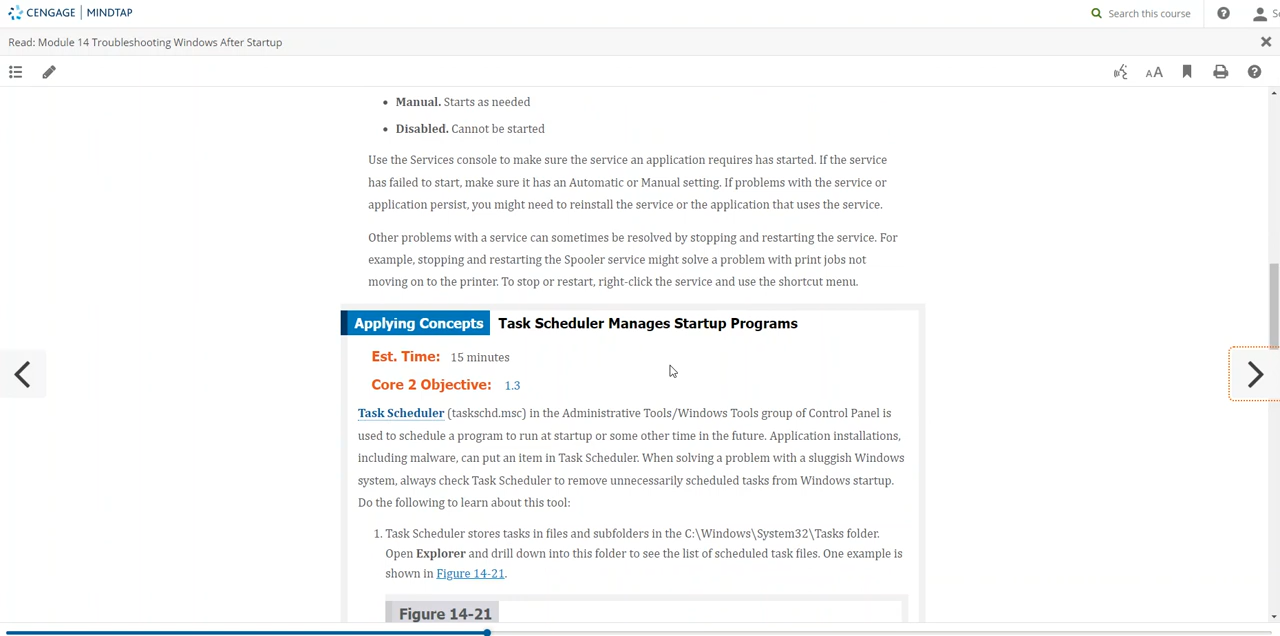 CENGAGE | MINDTAP
Search this course
Read: Module 14 Troubleshooting Windows After Startup
AA
• Manual. Starts as needed
• Disabled. Cannot be started
Use the Services console to make sure the service an application requires has started. If the service
has failed to start, make sure it has an Automatic or Manual setting. If problems with the service or
application persist, you might need to reinstall the service or the application that uses the service.
Other problems with a service can sometimes be resolved by stopping and restarting the service. For
example, stopping and restarting the Spooler service might solve a problem with print jobs not
moving on to the printer. To stop or restart, right-click the service and use the shortcut menu.
Applying Concepts Task Scheduler Manages Startup Programs
Est. Time: 15 minutes
Core 2 Objective: 1.3
Task Scheduler (taskschd.msc) in the Administrative Tools/Windows Tools group of Control Panel is
used to schedule a program to run at startup or some other time in the future. Application installations,
including malware, can put an item in Task Scheduler. When solving a problem with a sluggish Windows
system, always check Task Scheduler to remove unnecessarily scheduled tasks from Windows startup.
Do the following to learn about this tool:
1. Task Scheduler stores tasks in files and subfolders in the C:\Windows\System32\Tasks folder.
Open Explorer and drill down into this folder to see the list of scheduled task files. One example is
shown in Figure 14-21.
Figure 14-21